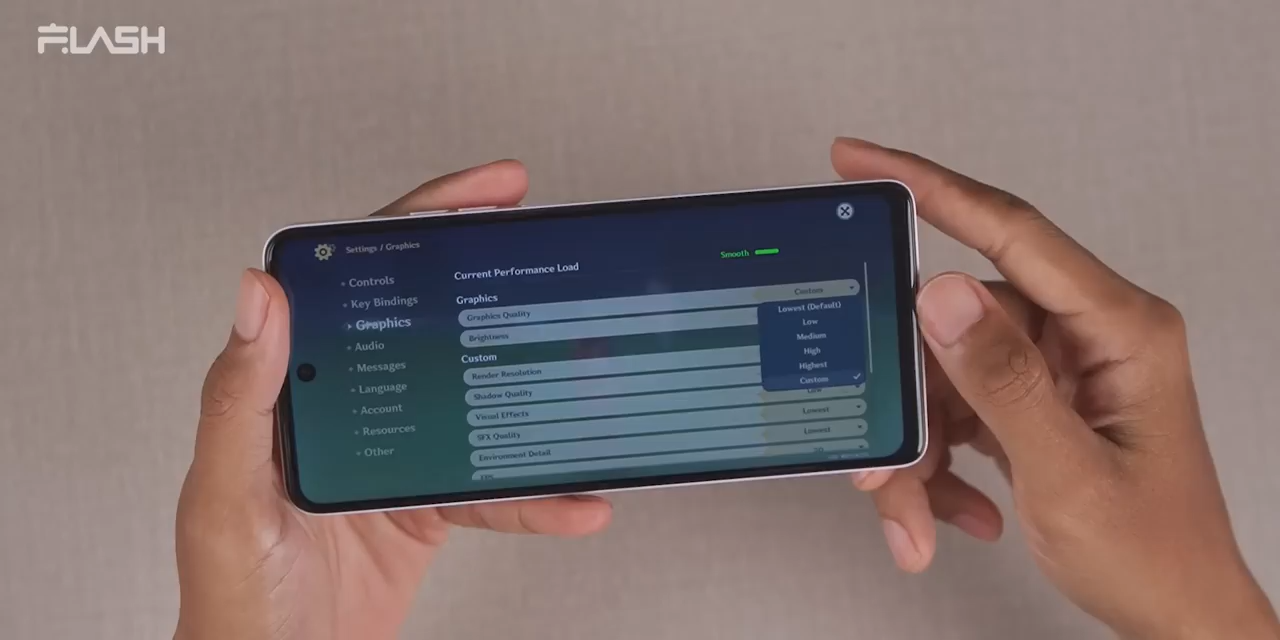 FLASH
Settings / Graphics
Controls
Key Bindings
Graphics
Audio
Messages
Language
Account
Resources
Other
Current Performance Load
Smooth
Graphics
Graphics Quality
Custom
Brightness
Lowest (Default)
Low
Medium
High
Highest
Custom
Custom
Render Resolution
Shadow Quality
Low
Visual Effects
Lowest
SFX Quality
Lowest
Environment Detail